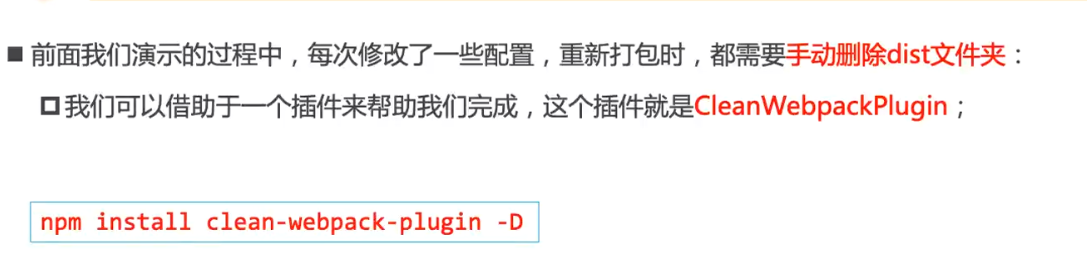 前面我们演示的过程中，每次修改了一些配置，重新打包时，都需要手动删除dist文件夹：
我们可以借助于一个插件来帮助我们完成，这个插件就是CleanWebpackPlugin；
npm install clean-webpack-plugin -D